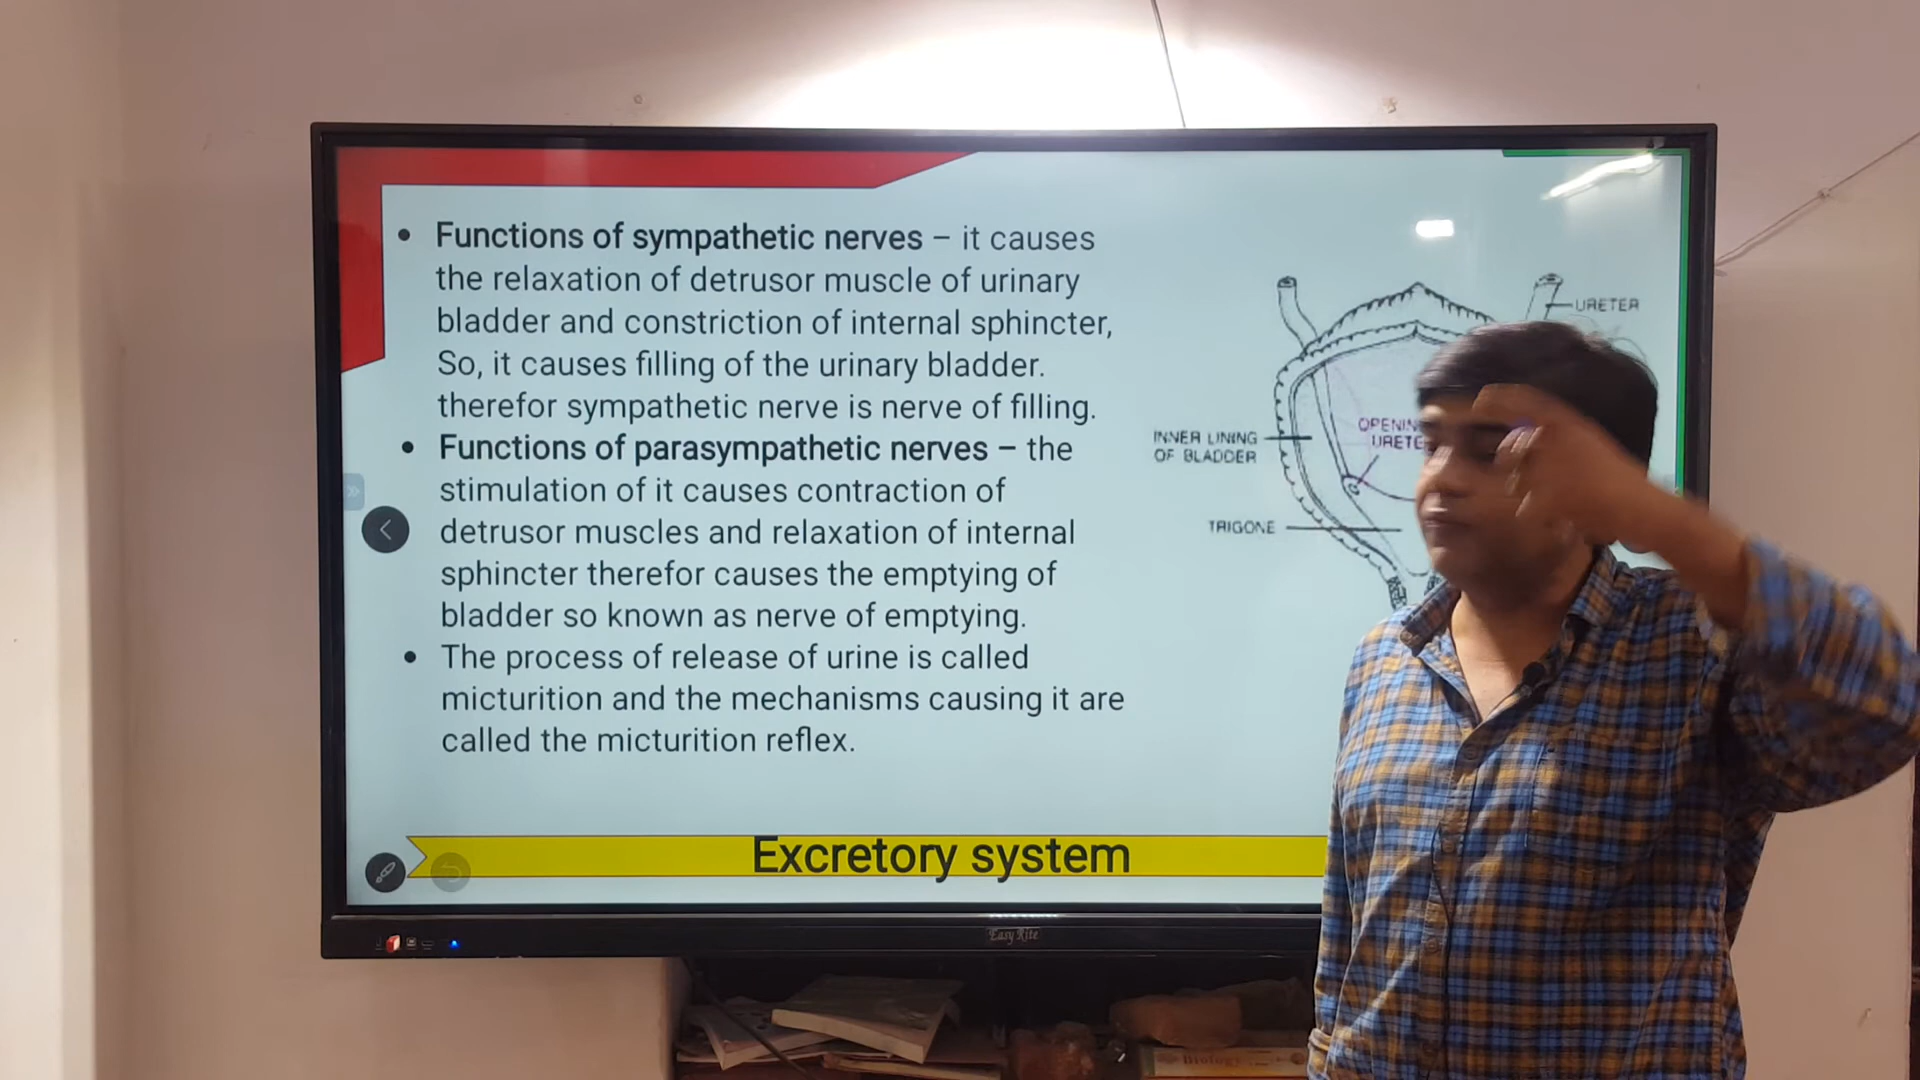 Functions of sympathetic nerves – it causes
the relaxation of detrusor muscle of urinary
bladder and constriction of internal sphincter,
So, it causes filling of the urinary bladder.
therefor sympathetic nerve is nerve of filling.
Functions of parasympathetic nerves – the
stimulation of it causes contraction of
detrusor muscles and relaxation of internal
sphincter therefor causes the emptying of
bladder so known as nerve of emptying.
The process of release of urine is called
micturition and the mechanisms causing it are
called the micturition reflex.
URETER
INNER LINING
OF BLADDER
TRIGONE
Excretory system
EasyRite
Biology